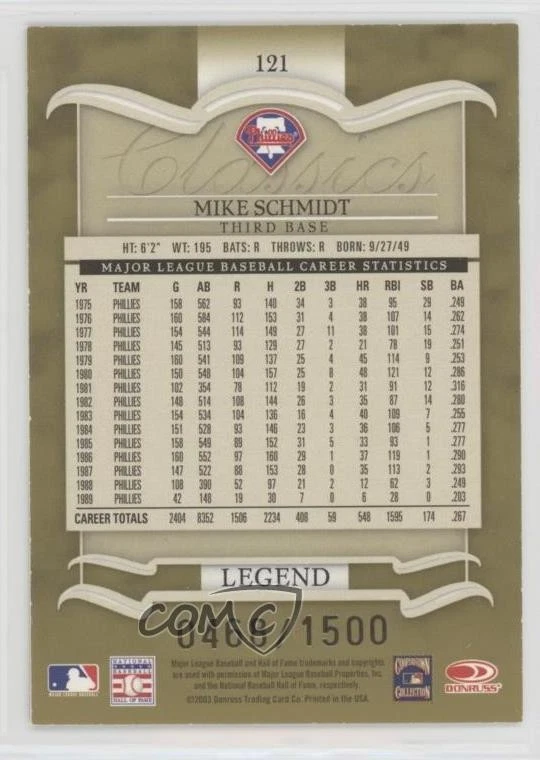 121
Phillies
Classics
MIKE SCHMIDT
THIRD BASE
HT: 6'2" WT: 195 BATS: R THROWS: R BORN: 9/27/49
MAJOR LEAGUE BASEBALL CAREER STATISTICS
YR TEAM G AB R H 2B 3B HR RBI SB BA
1975 PHILLIES 158 562 93 140 34 3 38 95 29 .249
1976 PHILLIES 160 584 112 153 31 4 38 107 14 .262
1977 PHILLIES 154 544 114 149 27 11 38 101 15 .274
1978 PHILLIES 145 513 93 129 27 2 21 78 19 .251
1979 PHILLIES 160 541 109 137 25 4 45 114 9 .253
1980 PHILLIES 150 548 104 157 25 8 48 121 12 .286
1981 PHILLIES 102 354 78 112 19 2 31 91 12 .316
1982 PHILLIES 148 514 108 144 26 3 35 87 14 .280
1983 PHILLIES 154 534 104 136 16 4 40 109 7 .255
1984 PHILLIES 151 528 93 146 23 3 36 106 5 .277
1985 PHILLIES 158 549 89 152 31 5 33 93 1 .277
1986 PHILLIES 160 552 97 160 29 1 37 119 1 .290
1987 PHILLIES 147 522 88 153 28 0 35 113 2 .293
1988 PHILLIES 108 390 52 97 21 2 12 62 3 .249
1989 PHILLIES 42 148 19 30 7 0 6 28 0 .203
CAREER TOTALS 2404 8352 1506 2234 408 59 548 1595 174 .267
LEGEND
COMC
0468/1500
Major League Baseball and Hall of Fame trademarks and copyrights
are used with permission of Major League Baseball Properties, Inc.
and the National Baseball Hall of Fame, respectively.
©2003 Donruss Trading Card Co. Printed in the USA.
MAJOR LEAGUE BASEBALL
NATIONAL
BASEBALL
HALL OF FAME
COOPERSTOWN
COLLECTION
DONRUSS